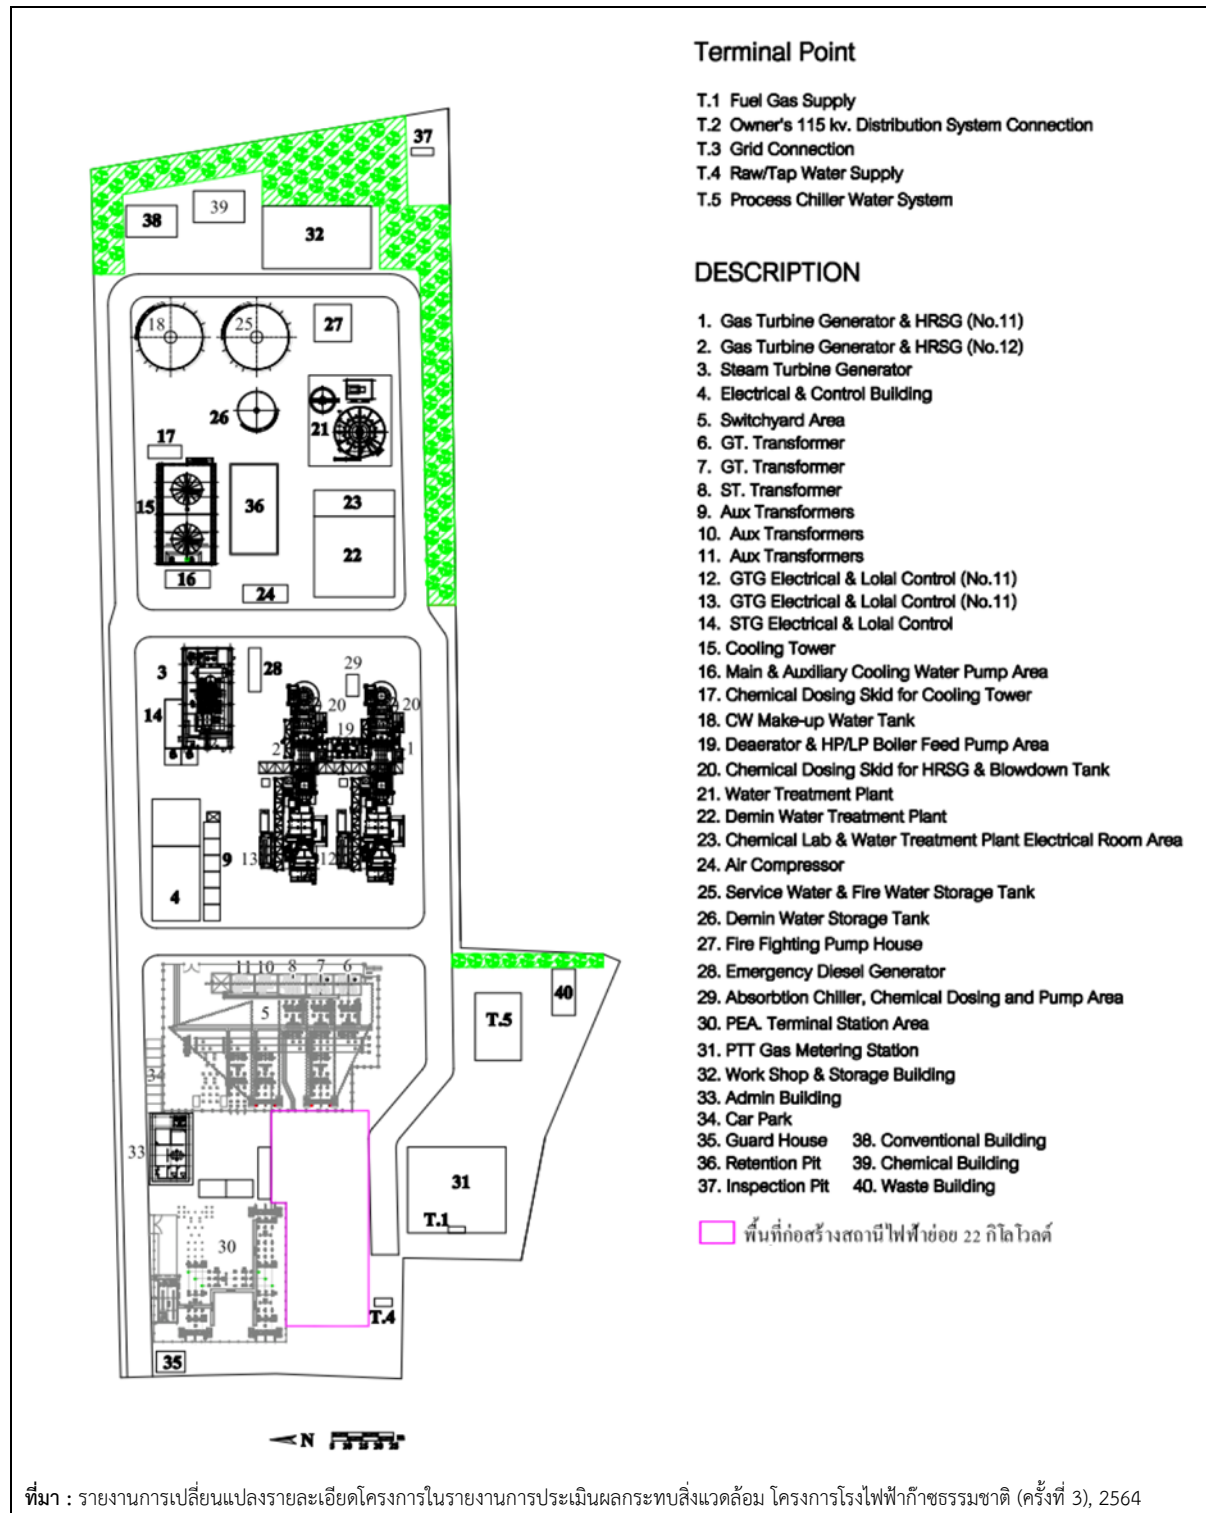 Terminal Point
T.1 Fuel Gas Supply
T.2 Owner's 115 kv. Distribution System Connection
T.3 Grid Connection
T.4 Raw/Tap Water Supply
T.5 Process Chiller Water System
DESCRIPTION
1. Gas Turbine Generator & HRSG (No.11)
2. Gas Turbine Generator & HRSG (No.12)
3. Steam Turbine Generator
4. Electrical & Control Building
5. Switchyard Area
6. GT. Transformer
7. GT. Transformer
8. ST. Transformer
9. Aux Transformers
10. Aux Transformers
11. Aux Transformers
12. GTG Electrical & Lolal Control (No.11)
13. GTG Electrical & Lolal Control (No.11)
14. STG Electrical & Lolal Control
15. Cooling Tower
16. Main & Auxiliary Cooling Water Pump Area
17. Chemical Dosing Skid for Cooling Tower
18. CW Make-up Water Tank
19. Deaerator & HP/LP Boiler Feed Pump Area
20. Chemical Dosing Skid for HRSG & Blowdown Tank
21. Water Treatment Plant
22. Demin Water Treatment Plant
23. Chemical Lab & Water Treatment Plant Electrical Room Area
24. Air Compressor
25. Service Water & Fire Water Storage Tank
26. Demin Water Storage Tank
27. Fire Fighting Pump House
28. Emergency Diesel Generator
29. Absorbtion Chiller, Chemical Dosing and Pump Area
30. PEA. Terminal Station Area
31. PTT Gas Metering Station
32. Work Shop & Storage Building
33. Admin Building
34. Car Park
35. Guard House 38. Conventional Building
36. Retention Pit 39. Chemical Building
37. Inspection Pit 40. Waste Building
พื้นที่ก่อสร้างสถานีไฟฟ้าย่อย 22 กิโลโวลต์
37
39
38
32
18
25
27
26
21
17
15
36
23
22
16
24
3
28
29
14
20
20
19
2
1
13
12
9
4
11 10 8 7 6
5
40
T.5
34
33
31
T.1
30
T.4
35
N
ที่มา : รายงานการเปลี่ยนแปลงรายละเอียดโครงการในรายงานการประเมินผลกระทบสิ่งแวดล้อม โครงการโรงไฟฟ้าก๊าซธรรมชาติ (ครั้งที่ 3), 2564